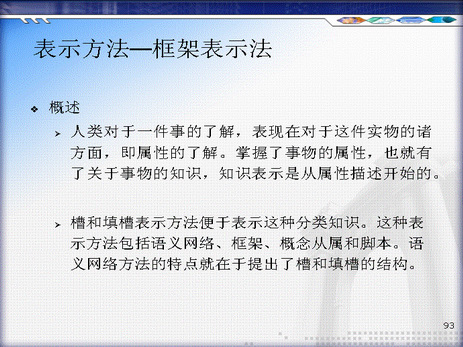 表示方法—框架表示法
概述
人类对于一件事的了解，表现在对于这件实物的诸
方面，即属性的了解。掌握了事物的属性，也就有
了关于事物的知识，知识表示是从属性描述开始的。
槽和填槽表示方法便于表示这种分类知识。这种表
示方法包括语义网络、框架、概念从属和脚本。语
义网络方法的特点就在于提出了槽和填槽的结构。
93